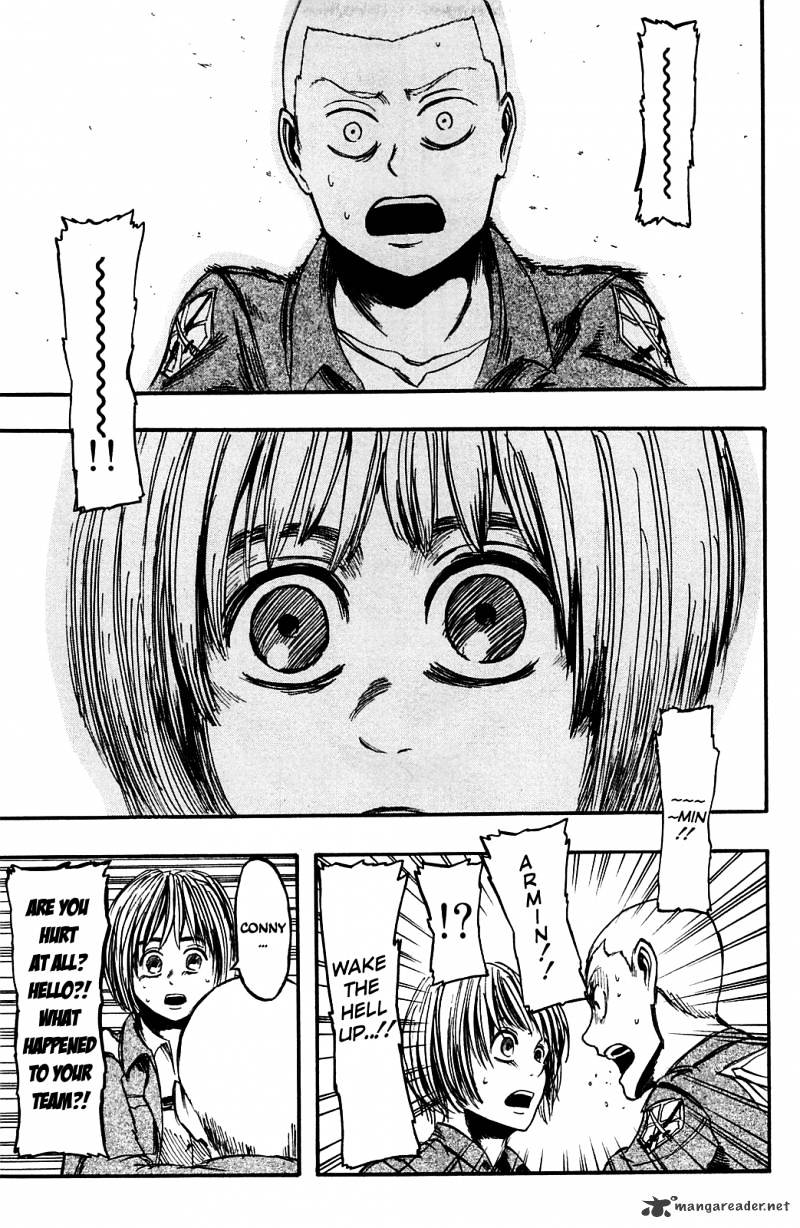 !!
~~~
~MIN
!!
ARMIN!!
!?
WAKE
THE
HELL
UP...!!
CONNY
...
ARE YOU
HURT
AT ALL?
HELLO?!
WHAT
HAPPENED
TO YOUR
TEAM?!
mangareader.net